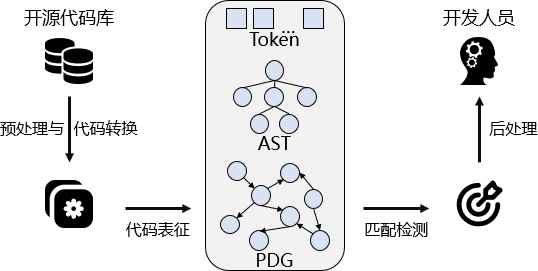 开源代码库
开发人员
...
Token
AST
PDG
预处理与 代码转换
代码表征
匹配检测
后处理